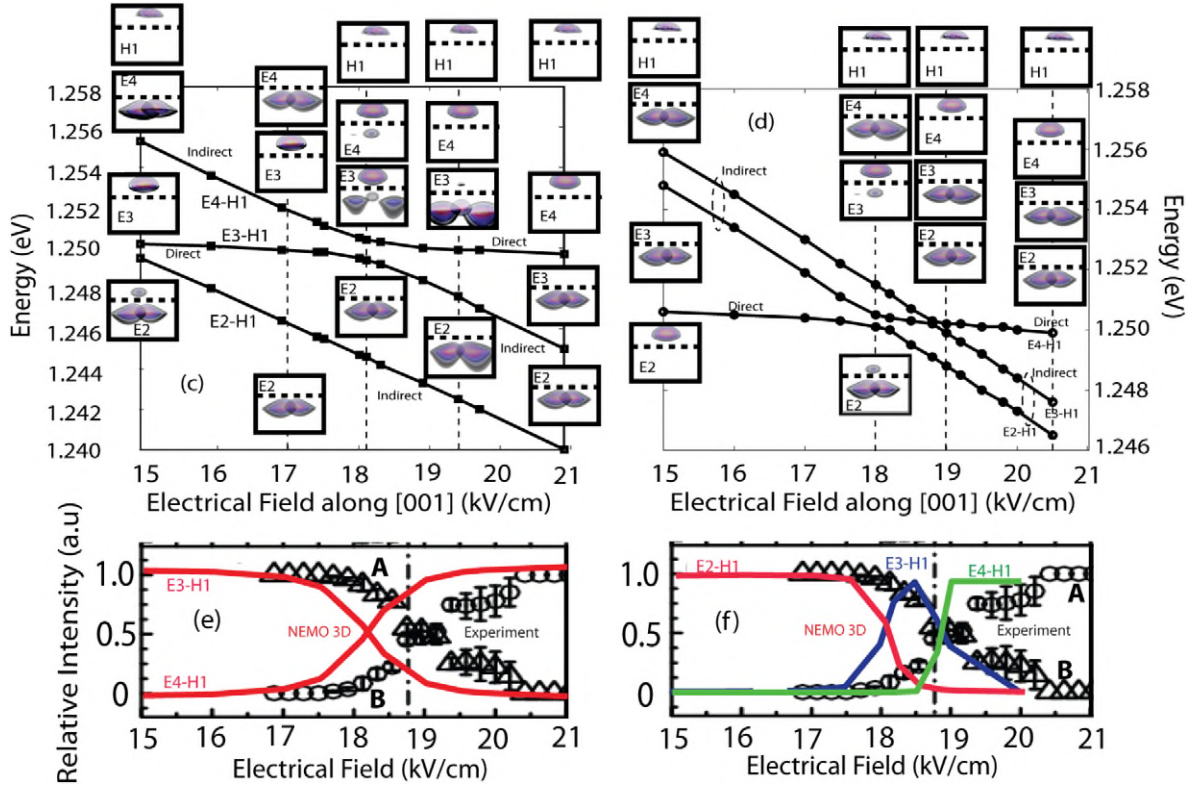 H1
H1
H1
H1
E4
E4
E4
E3
E3
E3
E3
E4
E2
E2
E2
E3
E2
E2
1.258
1.256
1.254
1.252
1.250
1.248
1.246
1.244
1.242
1.240
Energy (eV)
Indirect
E4-H1
E3-H1
Direct
E2-H1
Direct
Indirect
Indirect
(c)
15 16 17 18 19 20 21
Electrical Field along [001] (kV/cm)
H1
H1
H1
H1
E4
E4
E4
E4
E3
E3
E3
E3
E2
E2
E2
E2
(d)
1.258
1.256
1.254
1.252
1.250
1.248
1.246
Energy (eV)
Indirect
Direct
Direct
E4-H1
Indirect
E3-H1
E2-H1
15 16 17 18 19 20 21
Electrical Field along [001] (kV/cm)
Relative Intensity (a.u)
1.0
0.5
0
E3-H1
(e)
E4-H1
NEMO 3D
A
B
Experiment
15 16 17 18 19 20 21
Electrical Field (kV/cm)
1.0
0.5
0
E2-H1
E3-H1
E4-H1
(f)
NEMO 3D
A
B
Experiment
15 16 17 18 19 20 21
Electrical Field (kV/cm)